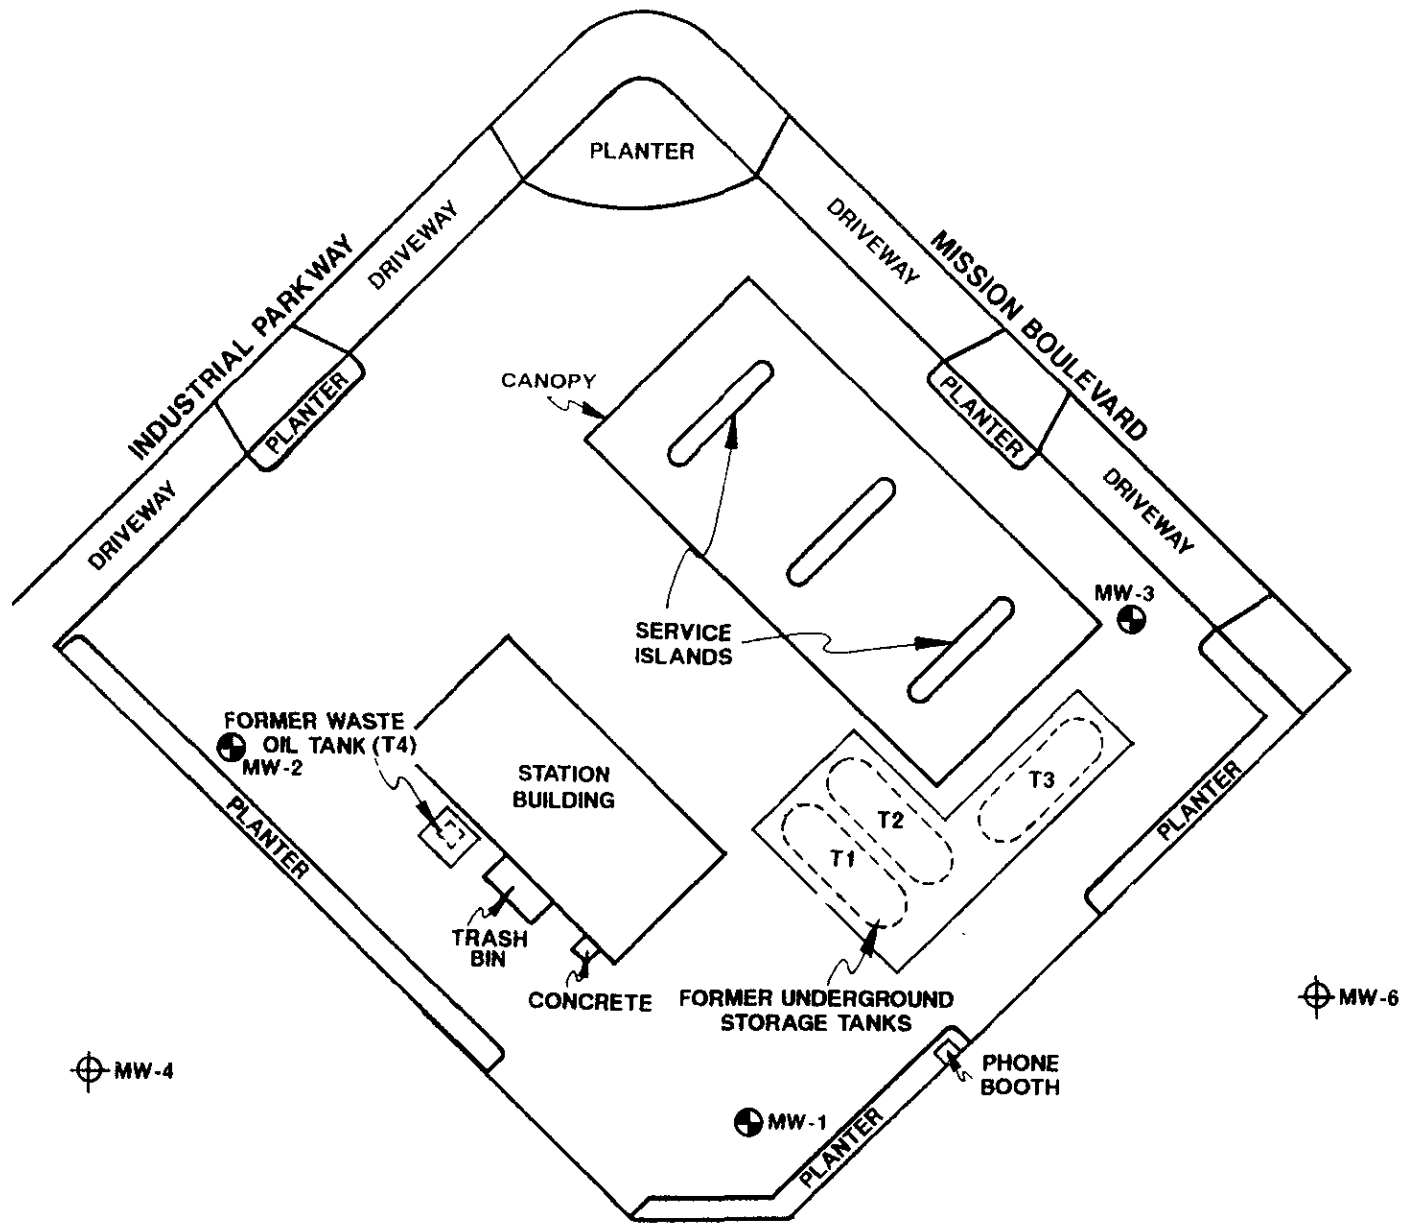 PLANTER
DRIVEWAY
DRIVEWAY
INDUSTRIAL PARKWAY
MISSION BOULEVARD
CANOPY
PLANTER
PLANTER
DRIVEWAY
DRIVEWAY
MW-3
SERVICE
ISLANDS
FORMER WASTE
OIL TANK (T4)
MW-2
STATION
BUILDING
T3
T2
T1
PLANTER
PLANTER
TRASH
BIN
CONCRETE
FORMER UNDERGROUND
STORAGE TANKS
MW-6
PHONE
BOOTH
MW-4
MW-1
PLANTER